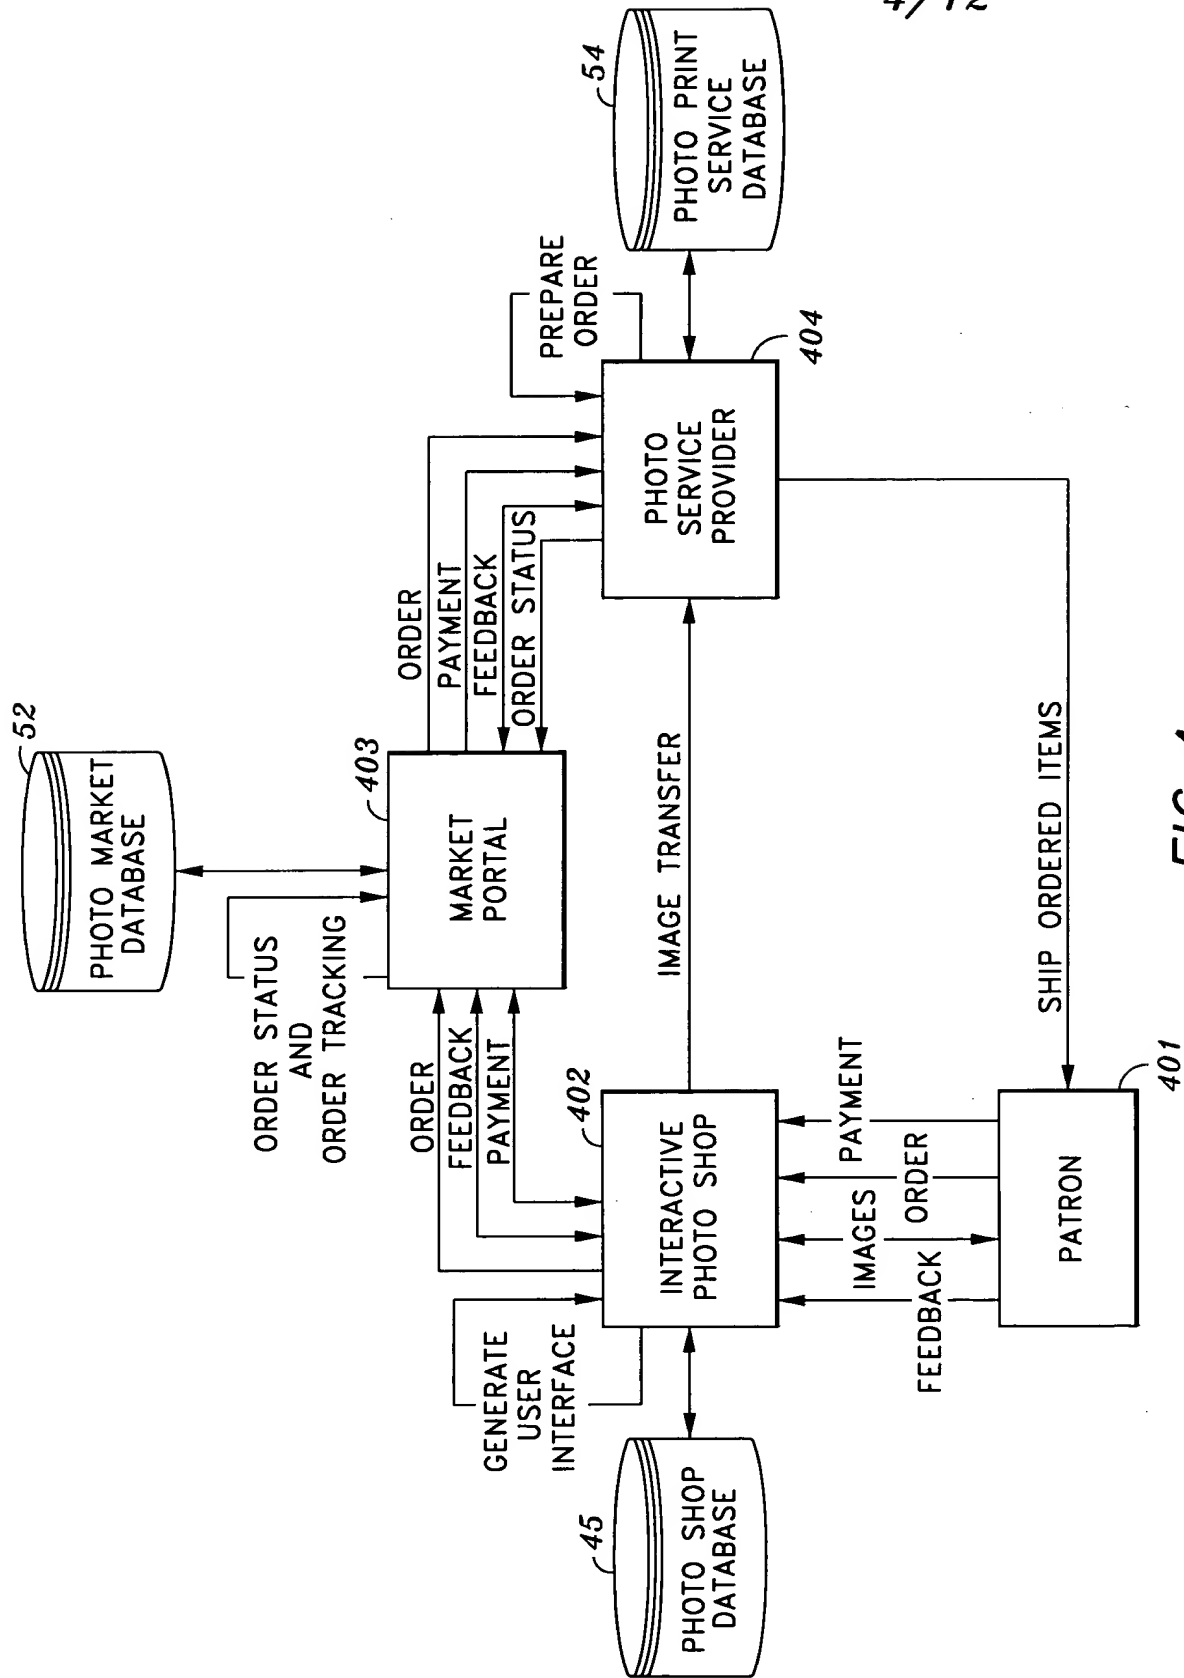 4/12
52
PHOTO MARKET
DATABASE
ORDER STATUS
AND
ORDER TRACKING
403
MARKET
PORTAL
ORDER
FEEDBACK
PAYMENT
ORDER
PAYMENT
FEEDBACK
ORDER STATUS
PREPARE
ORDER
GENERATE
USER
INTERFACE
45
PHOTO SHOP
DATABASE
402
INTERACTIVE
PHOTO SHOP
IMAGE TRANSFER
PHOTO
SERVICE
PROVIDER
404
54
PHOTO PRINT
SERVICE
DATABASE
FEEDBACK
IMAGES
ORDER
PAYMENT
PATRON
401
SHIP ORDERED ITEMS